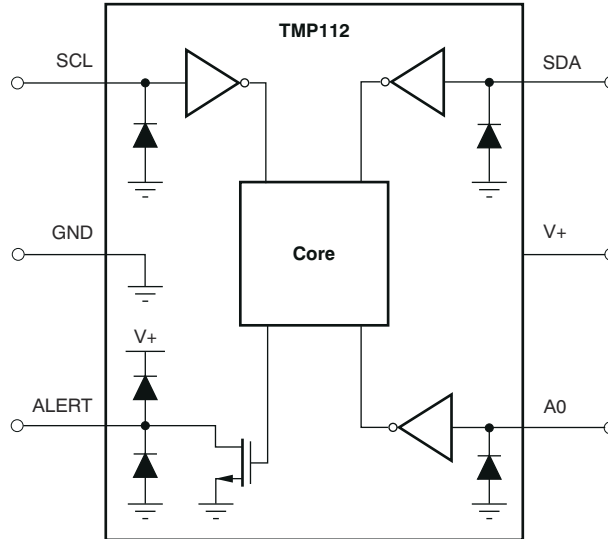 TMP112
SCL
SDA
GND
V+
Core
V+
ALERT
A0